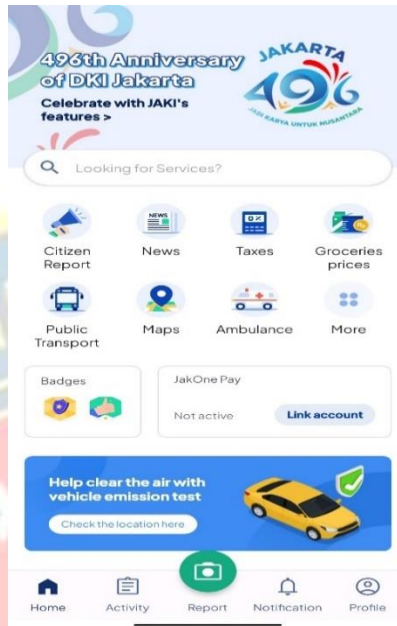 496th Anniversary
of DKI Jakarta
Celebrate with JAKI's
features >
JAKARTA
496
JADI KARYA UNTUK NUSANTARA
Looking for Services?
Citizen
Report
NEWS
News
Taxes
Groceries
prices
Public
Transport
Maps
Ambulance
More
Badges
JakOne Pay
Not active
Link account
Help clear the air with
vehicle emission test
Check the location here
Home
Activity
Report
Notification
Profile